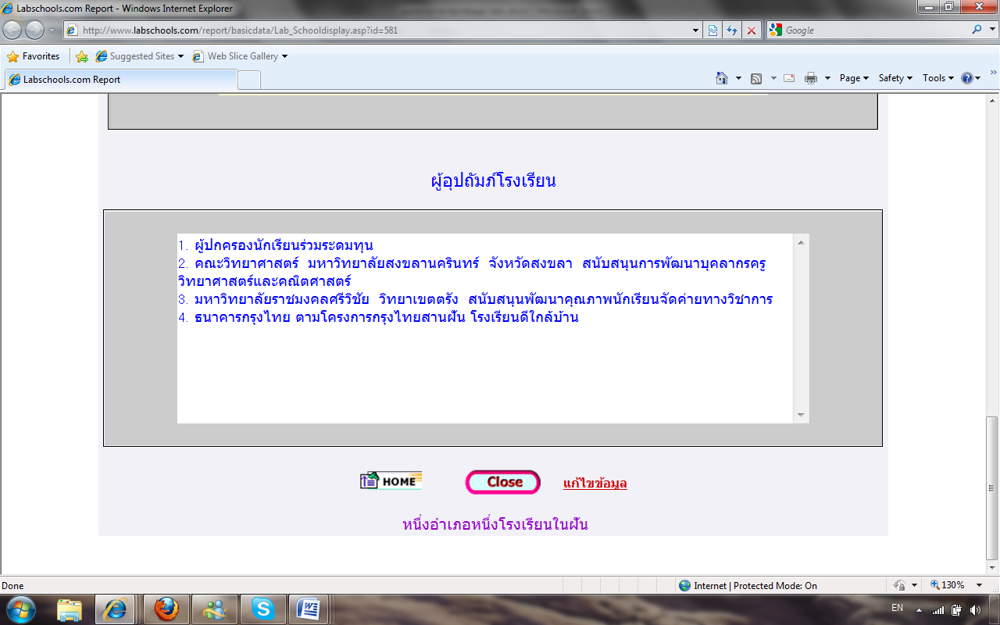 Labschools.com Report - Windows Internet Explorer
http://www.labschools.com/report/basicdata/Lab_Schooldisplay.asp?id=581
Google
Favorites Suggested Sites Web Slice Gallery
Labschools.com Report
Page Safety Tools
ผู้อุปถัมภ์โรงเรียน
1. ผู้ปกครองนักเรียนร่วมระดมทุน
2. คณะวิทยาศาสตร์ มหาวิทยาลัยสงขลานครินทร์ จังหวัดสงขลา สนับสนุนการพัฒนาบุคลากรครู
วิทยาศาสตร์และคณิตศาสตร์
3. มหาวิทยาลัยราชมงคลศรีวิชัย วิทยาเขตตรัง สนับสนุนพัฒนาคุณภาพนักเรียนจัดค่ายทางวิชาการ
4. ธนาคารกรุงไทย ตามโครงการกรุงไทยสานฝัน โรงเรียนดีใกล้บ้าน
HOME Close แก้ไขข้อมูล
หนึ่งอำเภอหนึ่งโรงเรียนในฝัน
Done Internet | Protected Mode: On 130%
EN